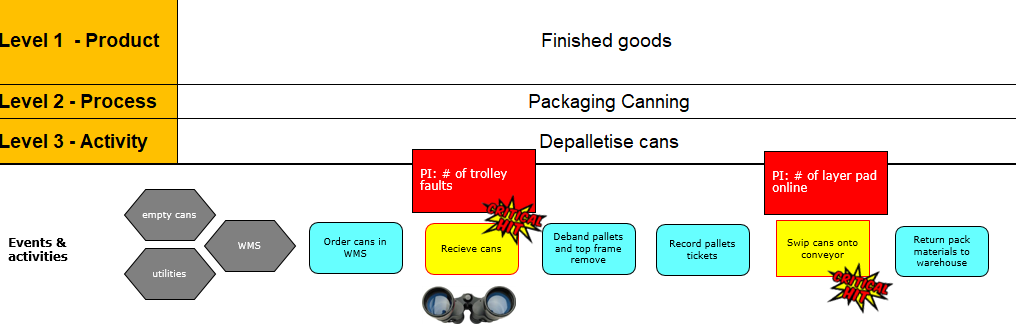 Level 1 - Product
Finished goods
Level 2 - Process
Packaging Canning
Level 3 - Activity
Depalletise cans
PI: # of trolley
faults
PI: # of layer pad
online
Events &
activities
empty cans
utilities
WMS
Order cans in
WMS
Recieve cans
CRITICAL
HIT
Deband pallets
and top frame
remove
Record pallets
tickets
Swip cans onto
conveyor
CRITICAL
HIT
Return pack
materials to
warehouse